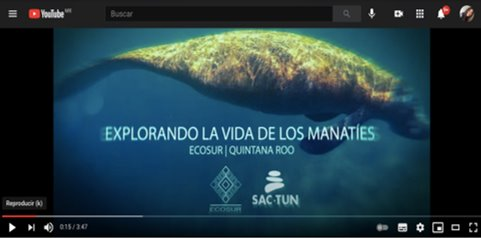 YouTube MX
Buscar
EXPLORANDO LA VIDA DE LOS MANATÍES
ECOSUR | QUINTANA ROO
ECOSUR
SAC-TUN
Reproducir (k)
0:15 / 3:47